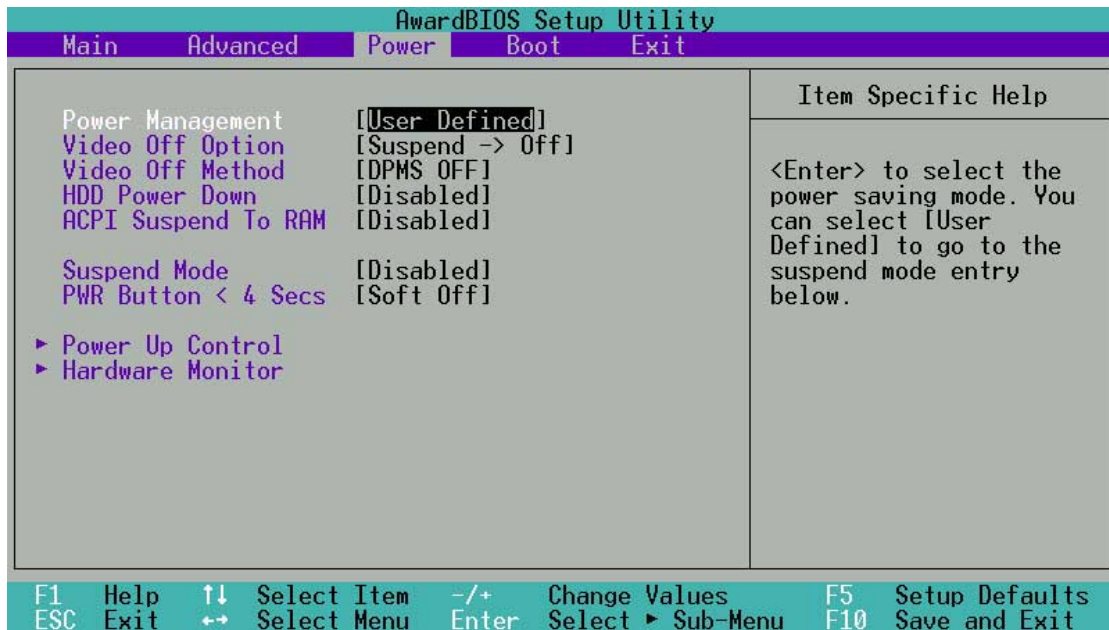 AwardBIOS Setup Utility
Main Advanced Power Boot Exit
Power Management [User Defined]
Video Off Option [Suspend -> Off]
Video Off Method [DPMS OFF]
HDD Power Down [Disabled]
ACPI Suspend To RAM [Disabled]
Suspend Mode [Disabled]
PWR Button < 4 Secs [Soft Off]
► Power Up Control
► Hardware Monitor
Item Specific Help
<Enter> to select the
power saving mode. You
can select [User
Defined] to go to the
suspend mode entry
below.
F1 Help ↑↓ Select Item -/+ Change Values F5 Setup Defaults
ESC Exit ←→ Select Menu Enter Select ► Sub-Menu F10 Save and Exit